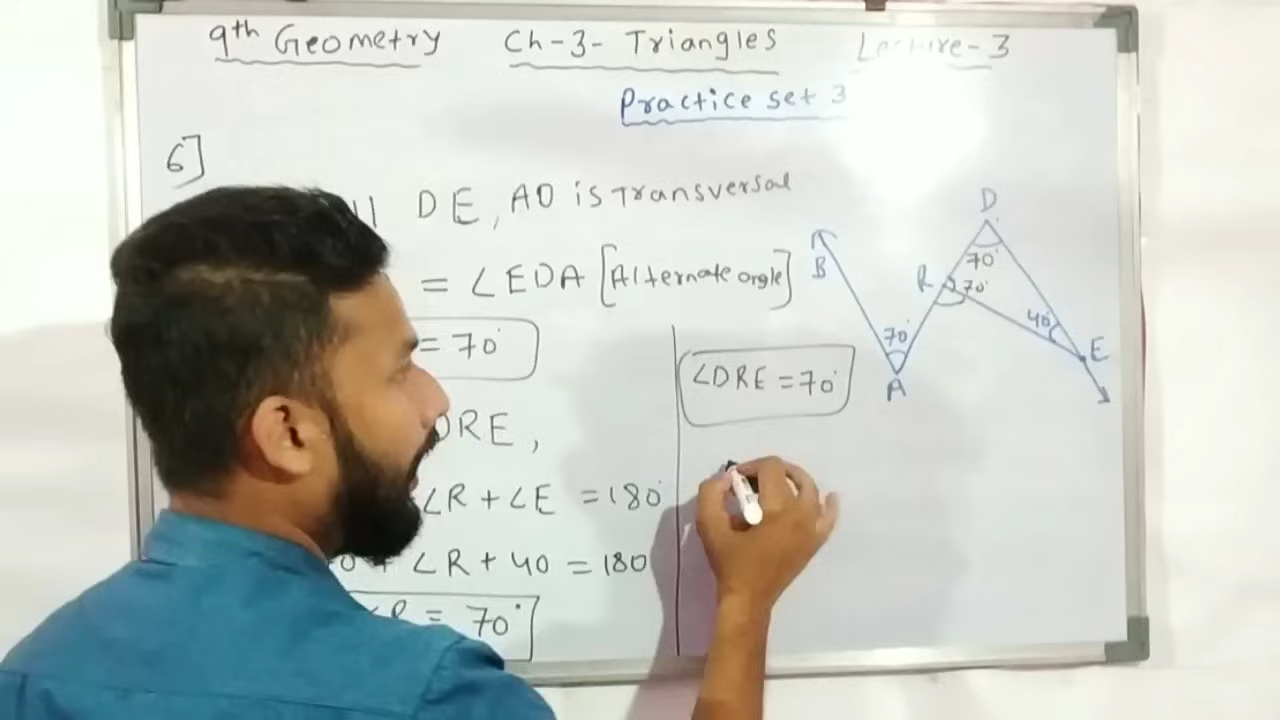 9th Geometry Ch-3- Triangles Lecture-3
Practice set 3
6]
|| DE, AD is transversal
= ∠EDA [Alternate angle]
= 70°
DRE,
∠R + ∠E = 180°
0 + ∠R + 40 = 180
∠R = 70°
∠DRE = 70°
D
70°
B
R
70°
40°
E
70°
A